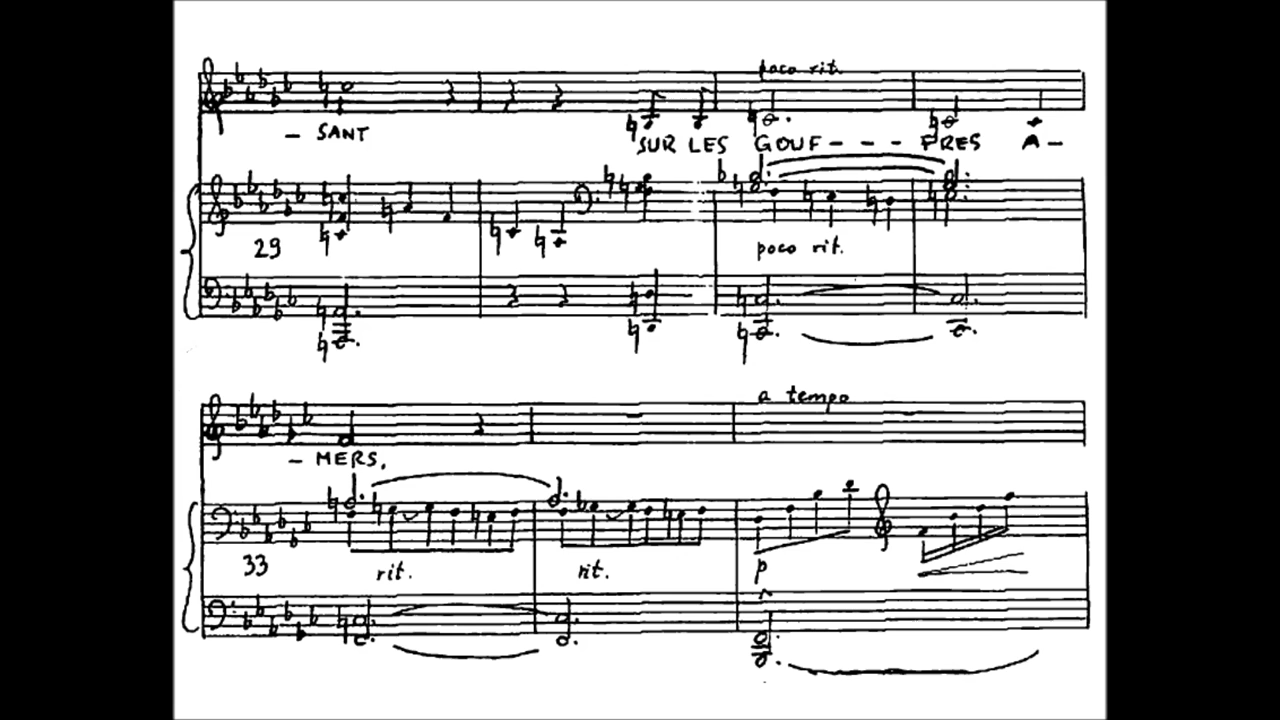 poco rit.
- SANT SUR LES GOUF - - - FRES A -
29 poco rit.
a tempo
- MERS.
33 rit. rit. p